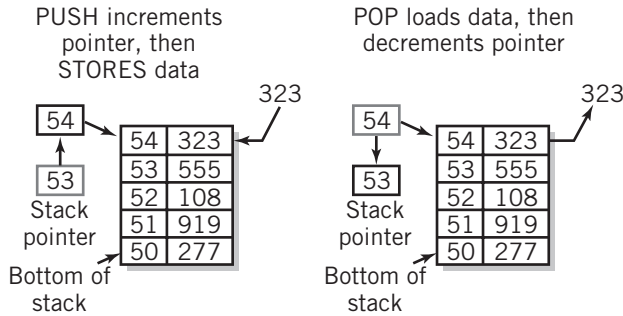 PUSH increments
pointer, then
STORES data
323
54
53
Stack
pointer
Bottom of
stack
54 323
53 555
52 108
51 919
50 277
POP loads data, then
decrements pointer
323
54
53
Stack
pointer
Bottom of
stack
54 323
53 555
52 108
51 919
50 277